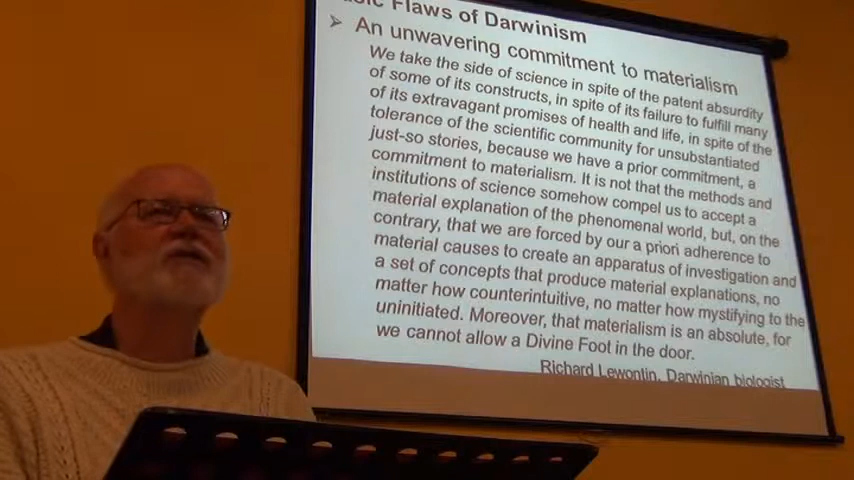 Flaws of Darwinism
➢ An unwavering commitment to materialism
We take the side of science in spite of the patent absurdity
of some of its constructs, in spite of its failure to fulfill many
of its extravagant promises of health and life, in spite of the
tolerance of the scientific community for unsubstantiated
just-so stories, because we have a prior commitment, a
commitment to materialism. It is not that the methods and
institutions of science somehow compel us to accept a
material explanation of the phenomenal world, but, on the
contrary, that we are forced by our a priori adherence to
material causes to create an apparatus of investigation and
a set of concepts that produce material explanations, no
matter how counterintuitive, no matter how mystifying to the
uninitiated. Moreover, that materialism is an absolute, for
we cannot allow a Divine Foot in the door.
Richard Lewontin, Darwinian biologist